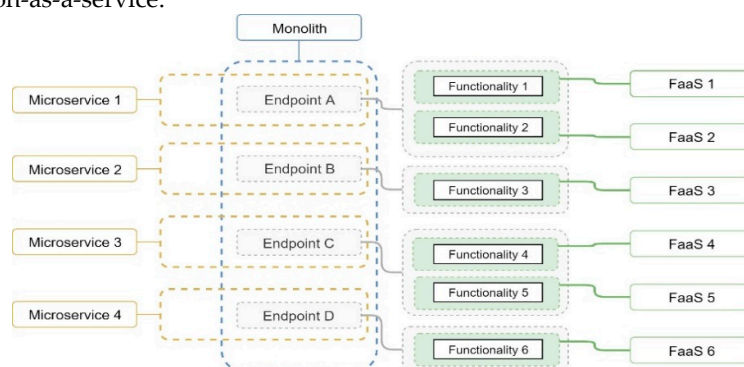 on-as-a-service.
Monolith
Functionality 1
FaaS 1
Microservice 1
Endpoint A
Functionality 2
FaaS 2
Microservice 2
Endpoint B
Functionality 3
FaaS 3
Microservice 3
Endpoint C
Functionality 4
FaaS 4
Functionality 5
FaaS 5
Microservice 4
Endpoint D
Functionality 6
FaaS 6